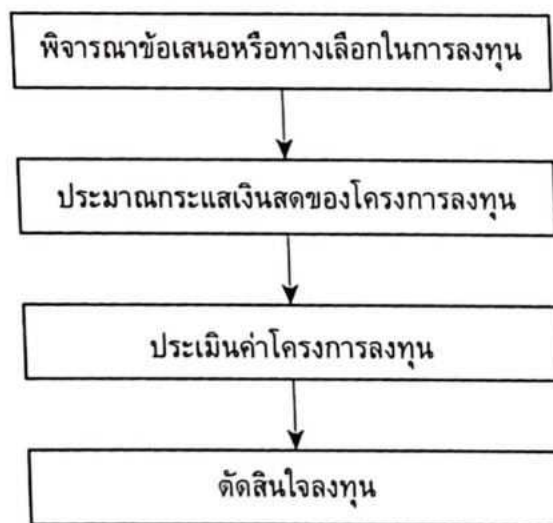 พิจารณาข้อเสนอหรือทางเลือกในการลงทุน
ประมาณกระแสเงินสดของโครงการลงทุน
ประเมินค่าโครงการลงทุน
ตัดสินใจลงทุน